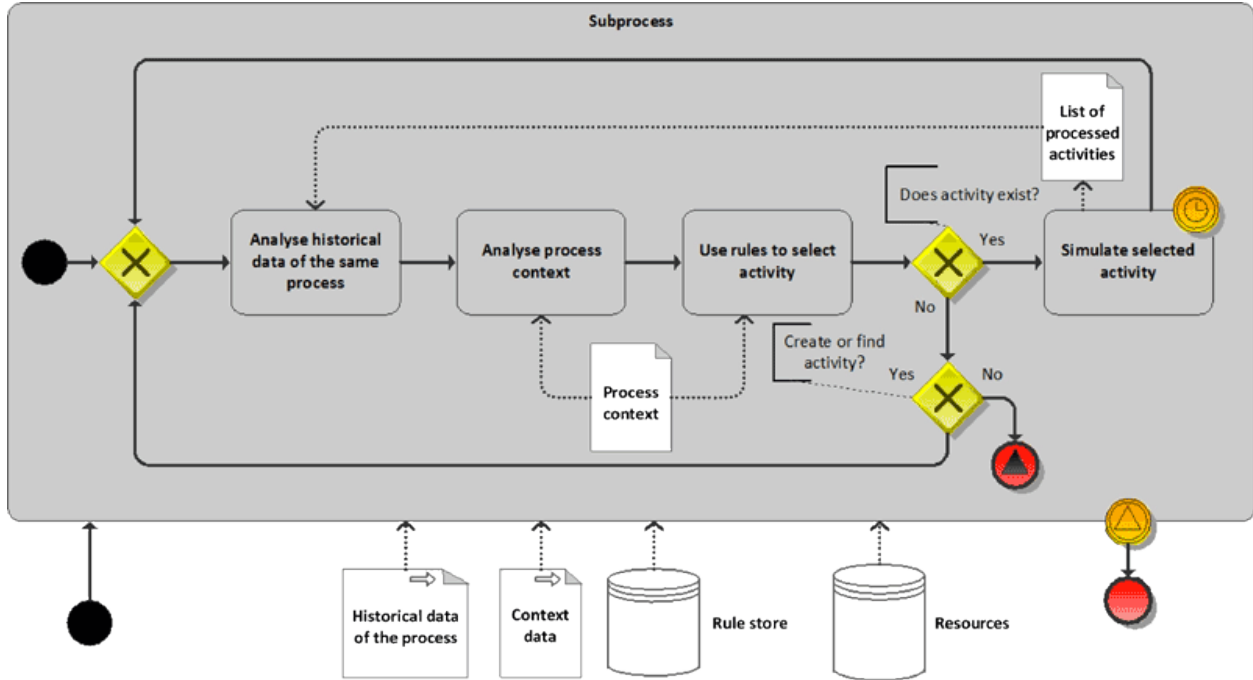 Subprocess
List of
processed
activities
Does activity exist?
Analyse historical
data of the same
process
Analyse process
context
Use rules to select
activity
Yes
Simulate selected
activity
No
Create or find
activity?
Yes
No
Process
context
Historical data
of the process
Context
data
Rule store
Resources